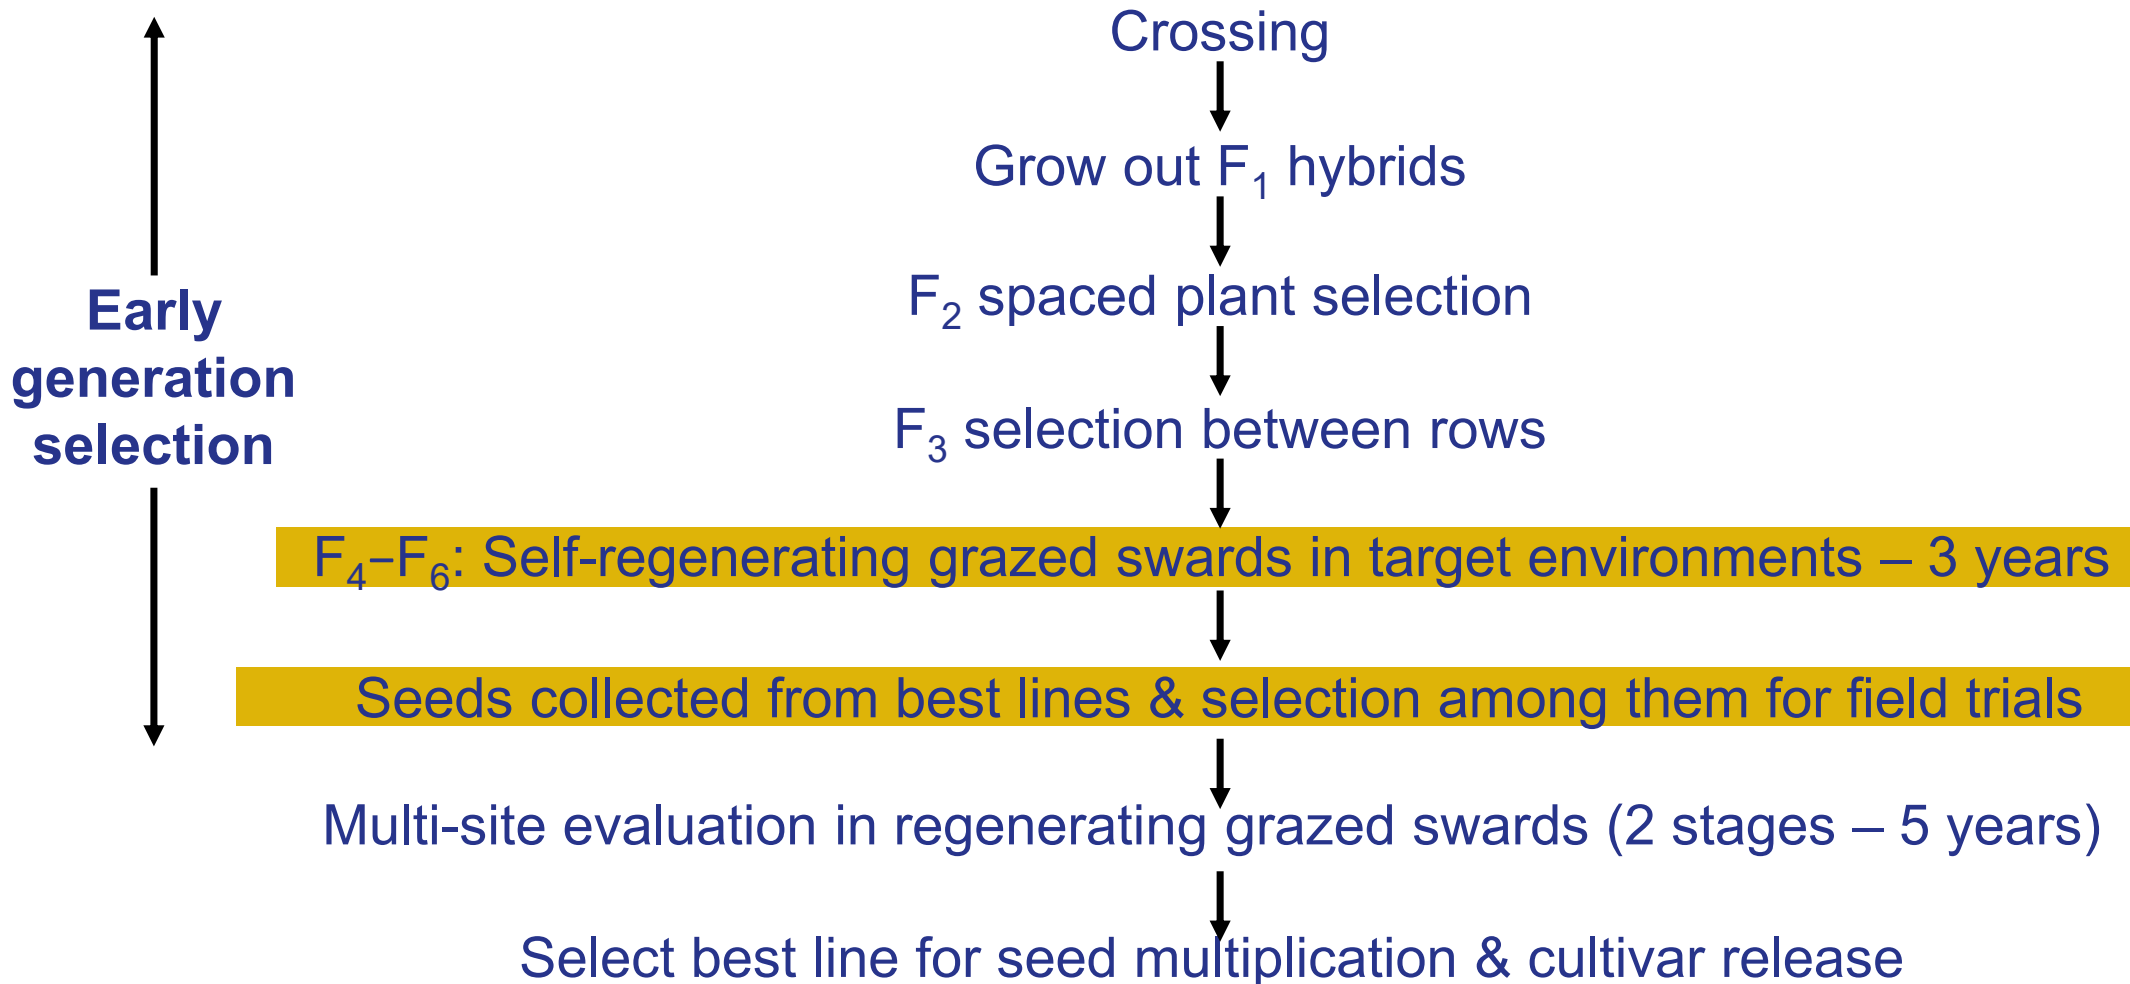 Crossing
Grow out F₁ hybrids
F₂ spaced plant selection
Early
generation
selection
F₃ selection between rows
F₄–F₆: Self-regenerating grazed swards in target environments – 3 years
Seeds collected from best lines & selection among them for field trials
Multi-site evaluation in regenerating grazed swards (2 stages – 5 years)
Select best line for seed multiplication & cultivar release